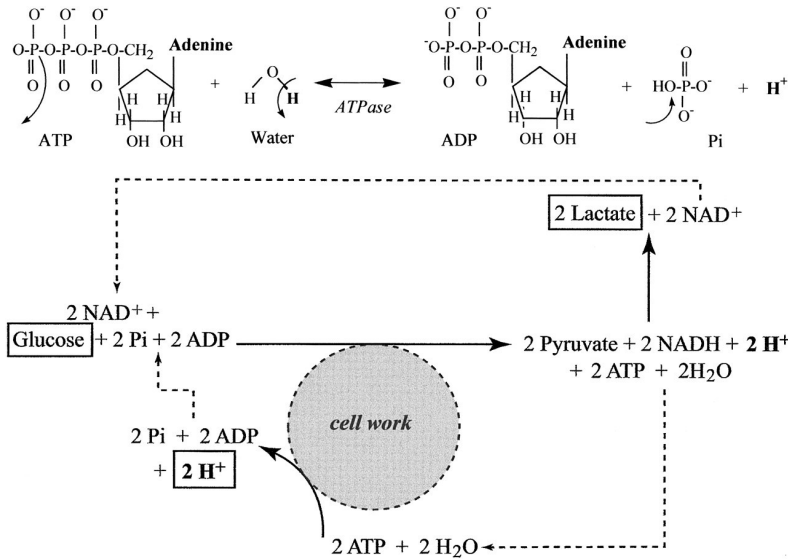 O⁻ O⁻ O⁻
O-P-O-P-O-P-O-CH₂ Adenine
O O O
H H
H H
OH OH
ATP
+
O
H H
Water
ATPase
O⁻ O⁻
⁻O-P-O-P-O-CH₂ Adenine
O O
H H
H H
OH OH
ADP
+
O
HO-P-O⁻
O⁻
Pi
+ H⁺
2 Lactate + 2 NAD⁺
2 NAD⁺ +
Glucose + 2 Pi + 2 ADP
2 Pyruvate + 2 NADH + 2 H⁺
+ 2 ATP + 2H₂O
cell work
2 Pi + 2 ADP
+ 2 H⁺
2 ATP + 2 H₂O